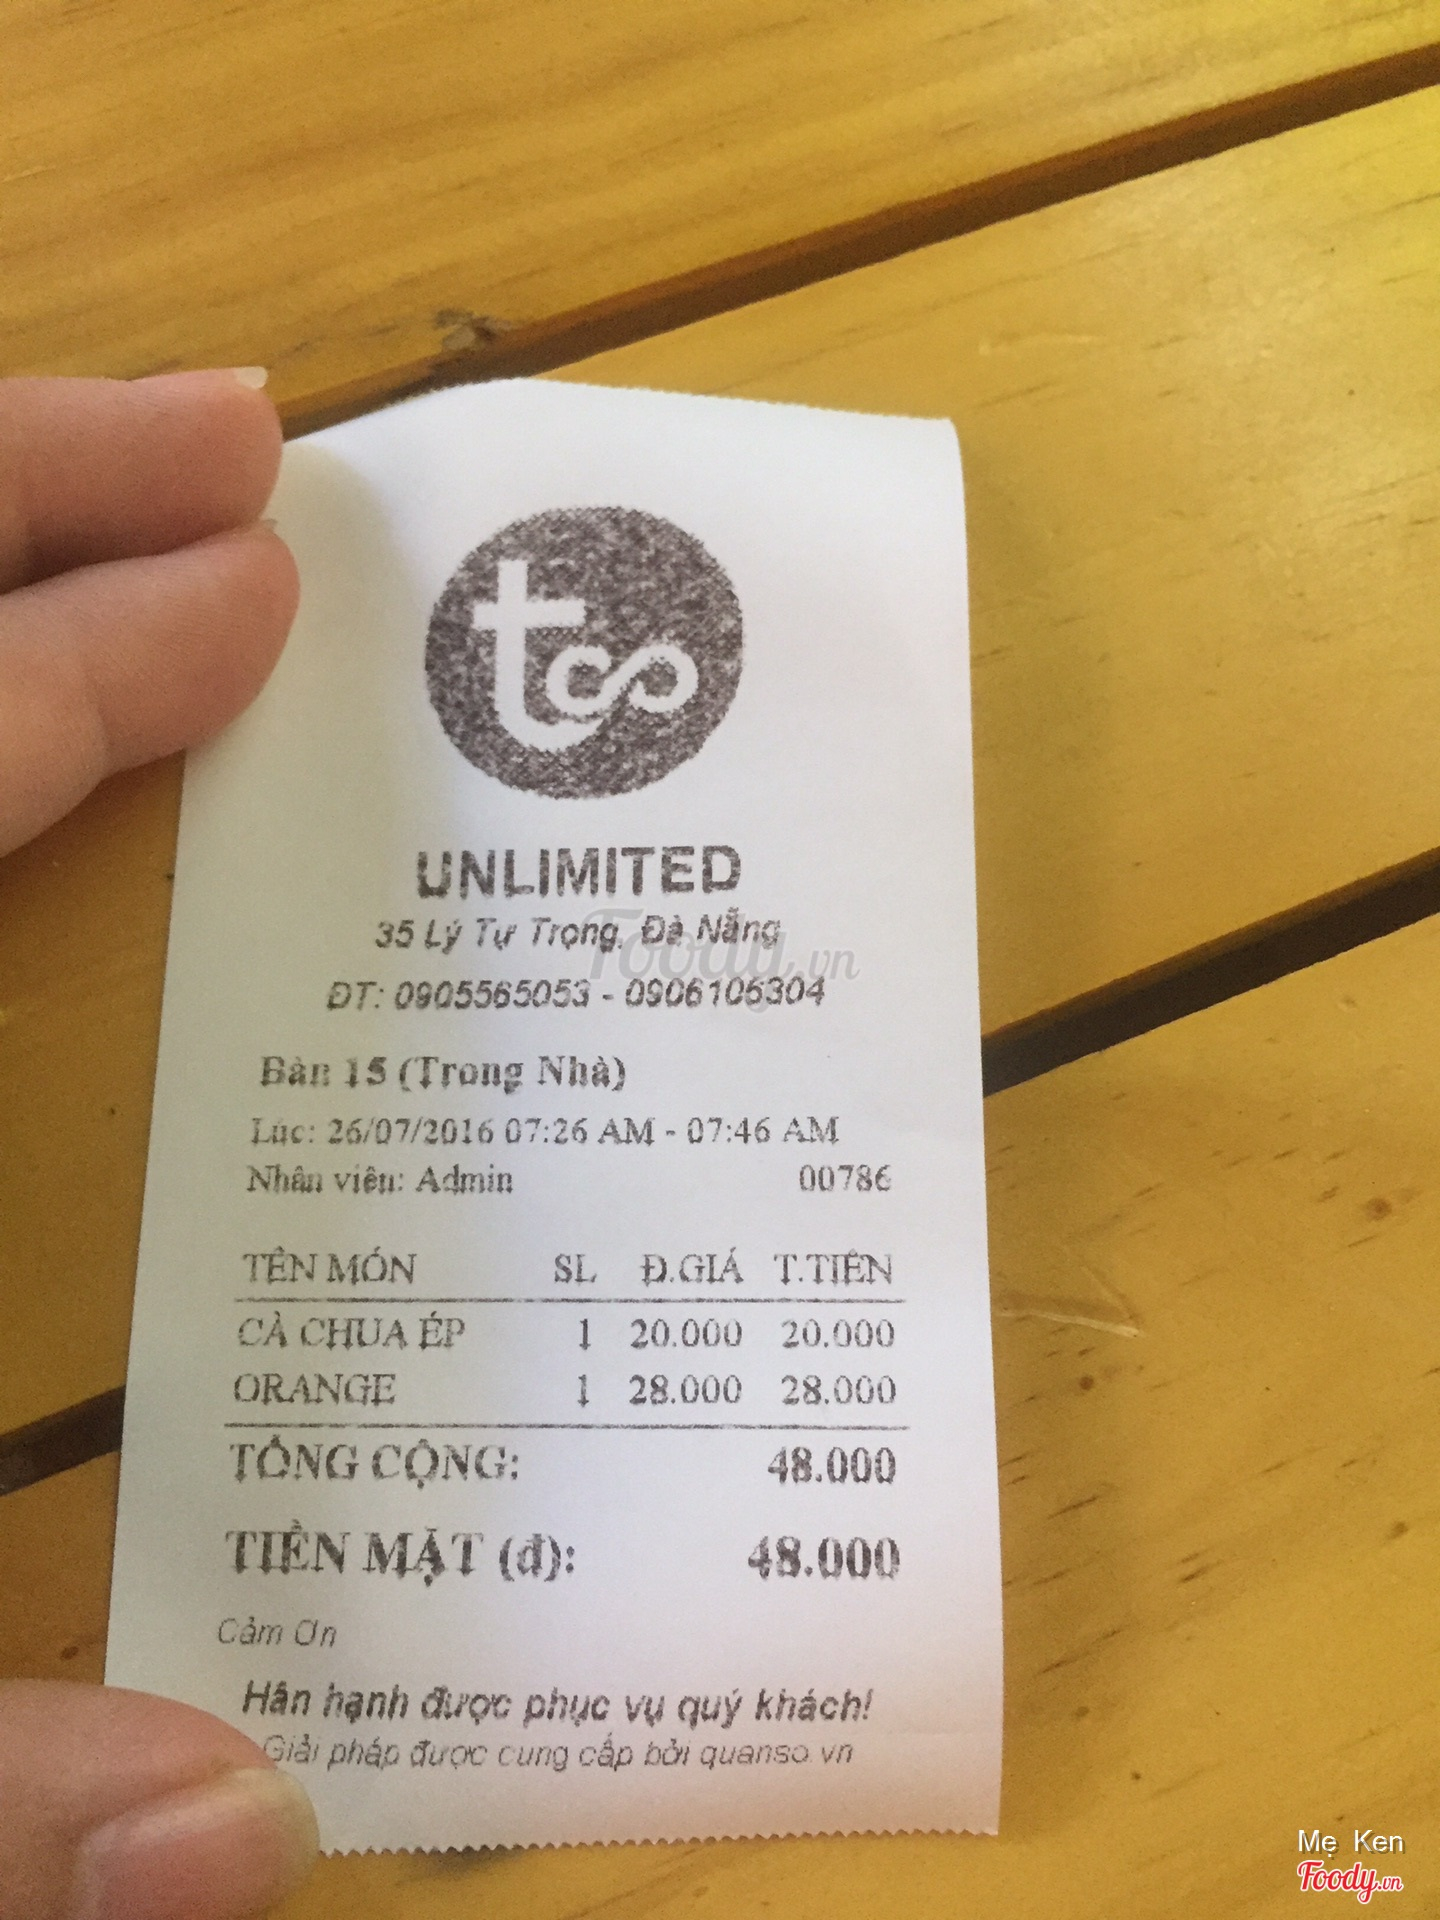 tco
UNLIMITED
35 Lý Tự Trọng, Đà Nẵng
ĐT: 0905565053 - 0906106304
Bàn 15 (Trong Nhà)
Lúc: 26/07/2016 07:26 AM - 07:46 AM
Nhân viên: Admin 00786
TÊN MÓN SL Đ.GIÁ T.TIỀN
CÀ CHUA ÉP 1 20.000 20.000
ORANGE 1 28.000 28.000
TỔNG CỘNG: 48.000
TIỀN MẶT (đ): 48.000
Cảm Ơn
Hân hạnh được phục vụ quý khách!
Giải pháp được cung cấp bởi quanso.vn
Foody.vn
Mẹ Ken
Foody.vn